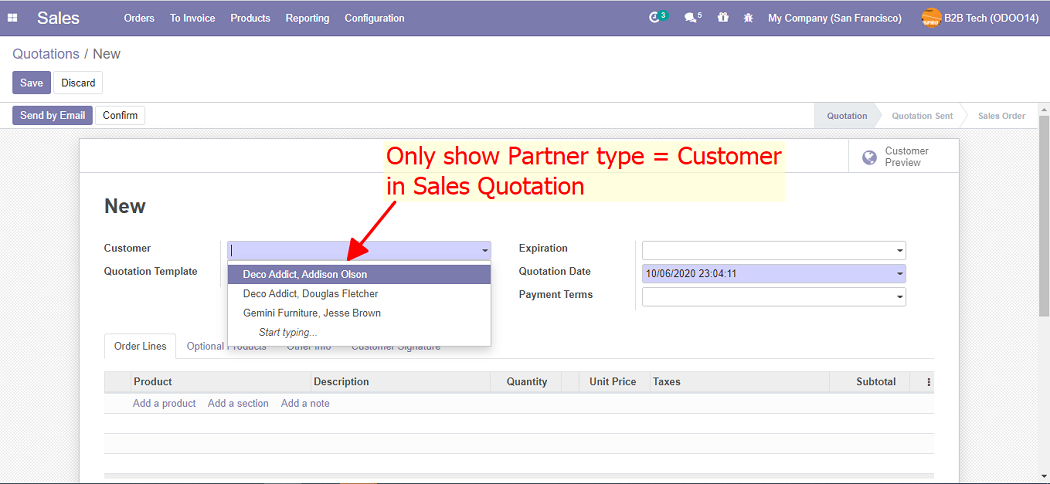 Sales Orders To Invoice Products Reporting Configuration 3 5 My Company (San Francisco) B2B Tech (ODOO14)
Quotations / New
Save Discard
Send by Email Confirm Quotation Quotation Sent Sales Order
Customer
Preview
Only show Partner type = Customer
in Sales Quotation
New
Customer Expiration
Quotation Template Quotation Date 10/06/2020 23:04:11
Deco Addict, Addison Olson
Deco Addict, Douglas Fletcher Payment Terms
Gemini Furniture, Jesse Brown
Start typing...
Order Lines Optional Products Other Info Customer Signature
Product Description Quantity Unit Price Taxes Subtotal
Add a product Add a section Add a note